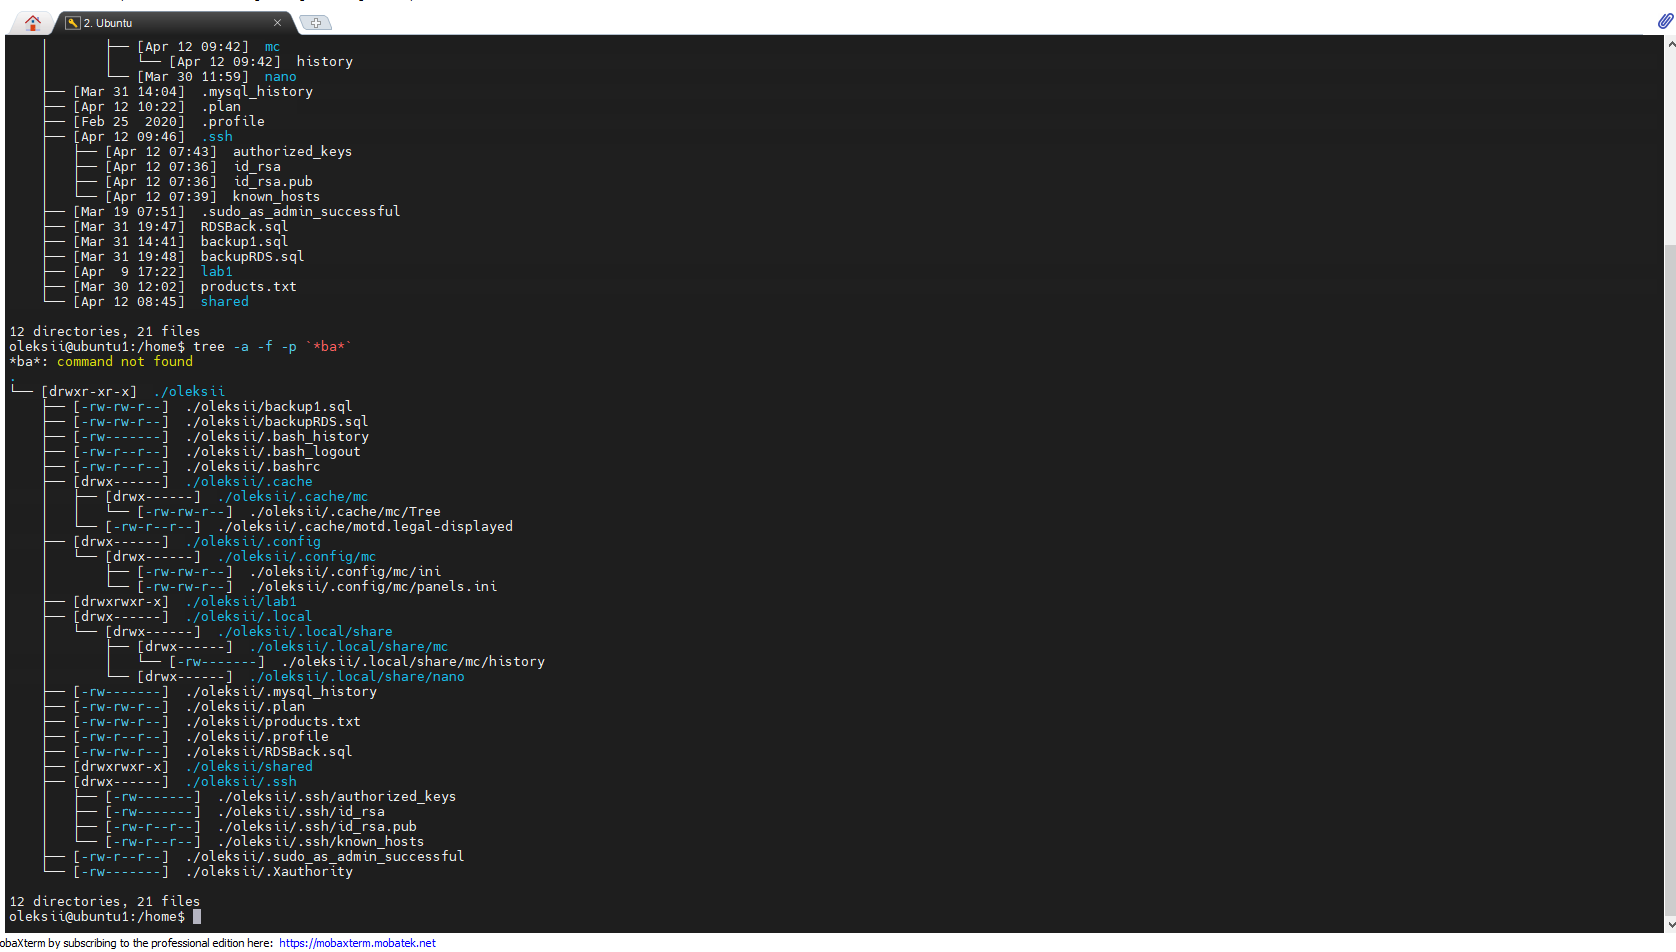 2. Ubuntu
├── [Apr 12 09:42]  mc
│   └── [Apr 12 09:42]  history
└── [Mar 30 11:59]  nano
├── [Mar 31 14:04]  .mysql_history
├── [Apr 12 10:22]  .plan
├── [Feb 25  2020]  .profile
├── [Apr 12 09:46]  .ssh
│   ├── [Apr 12 07:43]  authorized_keys
│   ├── [Apr 12 07:36]  id_rsa
│   ├── [Apr 12 07:36]  id_rsa.pub
│   └── [Apr 12 07:39]  known_hosts
├── [Mar 19 07:51]  .sudo_as_admin_successful
├── [Mar 31 19:47]  RDSBack.sql
├── [Mar 31 14:41]  backup1.sql
├── [Mar 31 19:48]  backupRDS.sql
├── [Apr  9 17:22]  lab1
├── [Mar 30 12:02]  products.txt
└── [Apr 12 08:45]  shared
12 directories, 21 files
oleksii@ubuntu1:/home$ tree -a -f -p `*ba*`
*ba*: command not found
.
└── [drwxr-xr-x]  ./oleksii
    ├── [-rw-rw-r--]  ./oleksii/backup1.sql
    ├── [-rw-rw-r--]  ./oleksii/backupRDS.sql
    ├── [-rw-------]  ./oleksii/.bash_history
    ├── [-rw-r--r--]  ./oleksii/.bash_logout
    ├── [-rw-r--r--]  ./oleksii/.bashrc
    ├── [drwx------]  ./oleksii/.cache
    │   ├── [drwx------]  ./oleksii/.cache/mc
    │   │   └── [-rw-rw-r--]  ./oleksii/.cache/mc/Tree
    │   └── [-rw-r--r--]  ./oleksii/.cache/motd.legal-displayed
    ├── [drwx------]  ./oleksii/.config
    │   └── [drwx------]  ./oleksii/.config/mc
    │       ├── [-rw-rw-r--]  ./oleksii/.config/mc/ini
    │       └── [-rw-rw-r--]  ./oleksii/.config/mc/panels.ini
    ├── [drwxrwxr-x]  ./oleksii/lab1
    ├── [drwx------]  ./oleksii/.local
    │   └── [drwx------]  ./oleksii/.local/share
    │       ├── [drwx------]  ./oleksii/.local/share/mc
    │       │   └── [-rw-------]  ./oleksii/.local/share/mc/history
    │       └── [drwx------]  ./oleksii/.local/share/nano
    ├── [-rw-------]  ./oleksii/.mysql_history
    ├── [-rw-rw-r--]  ./oleksii/.plan
    ├── [-rw-rw-r--]  ./oleksii/products.txt
    ├── [-rw-r--r--]  ./oleksii/.profile
    ├── [-rw-rw-r--]  ./oleksii/RDSBack.sql
    ├── [drwxrwxr-x]  ./oleksii/shared
    ├── [drwx------]  ./oleksii/.ssh
    │   ├── [-rw-------]  ./oleksii/.ssh/authorized_keys
    │   ├── [-rw-------]  ./oleksii/.ssh/id_rsa
    │   ├── [-rw-r--r--]  ./oleksii/.ssh/id_rsa.pub
    │   └── [-rw-r--r--]  ./oleksii/.ssh/known_hosts
    ├── [-rw-r--r--]  ./oleksii/.sudo_as_admin_successful
    └── [-rw-------]  ./oleksii/.Xauthority
12 directories, 21 files
oleksii@ubuntu1:/home$
obaXterm by subscribing to the professional edition here: https://mobaxterm.mobatek.net